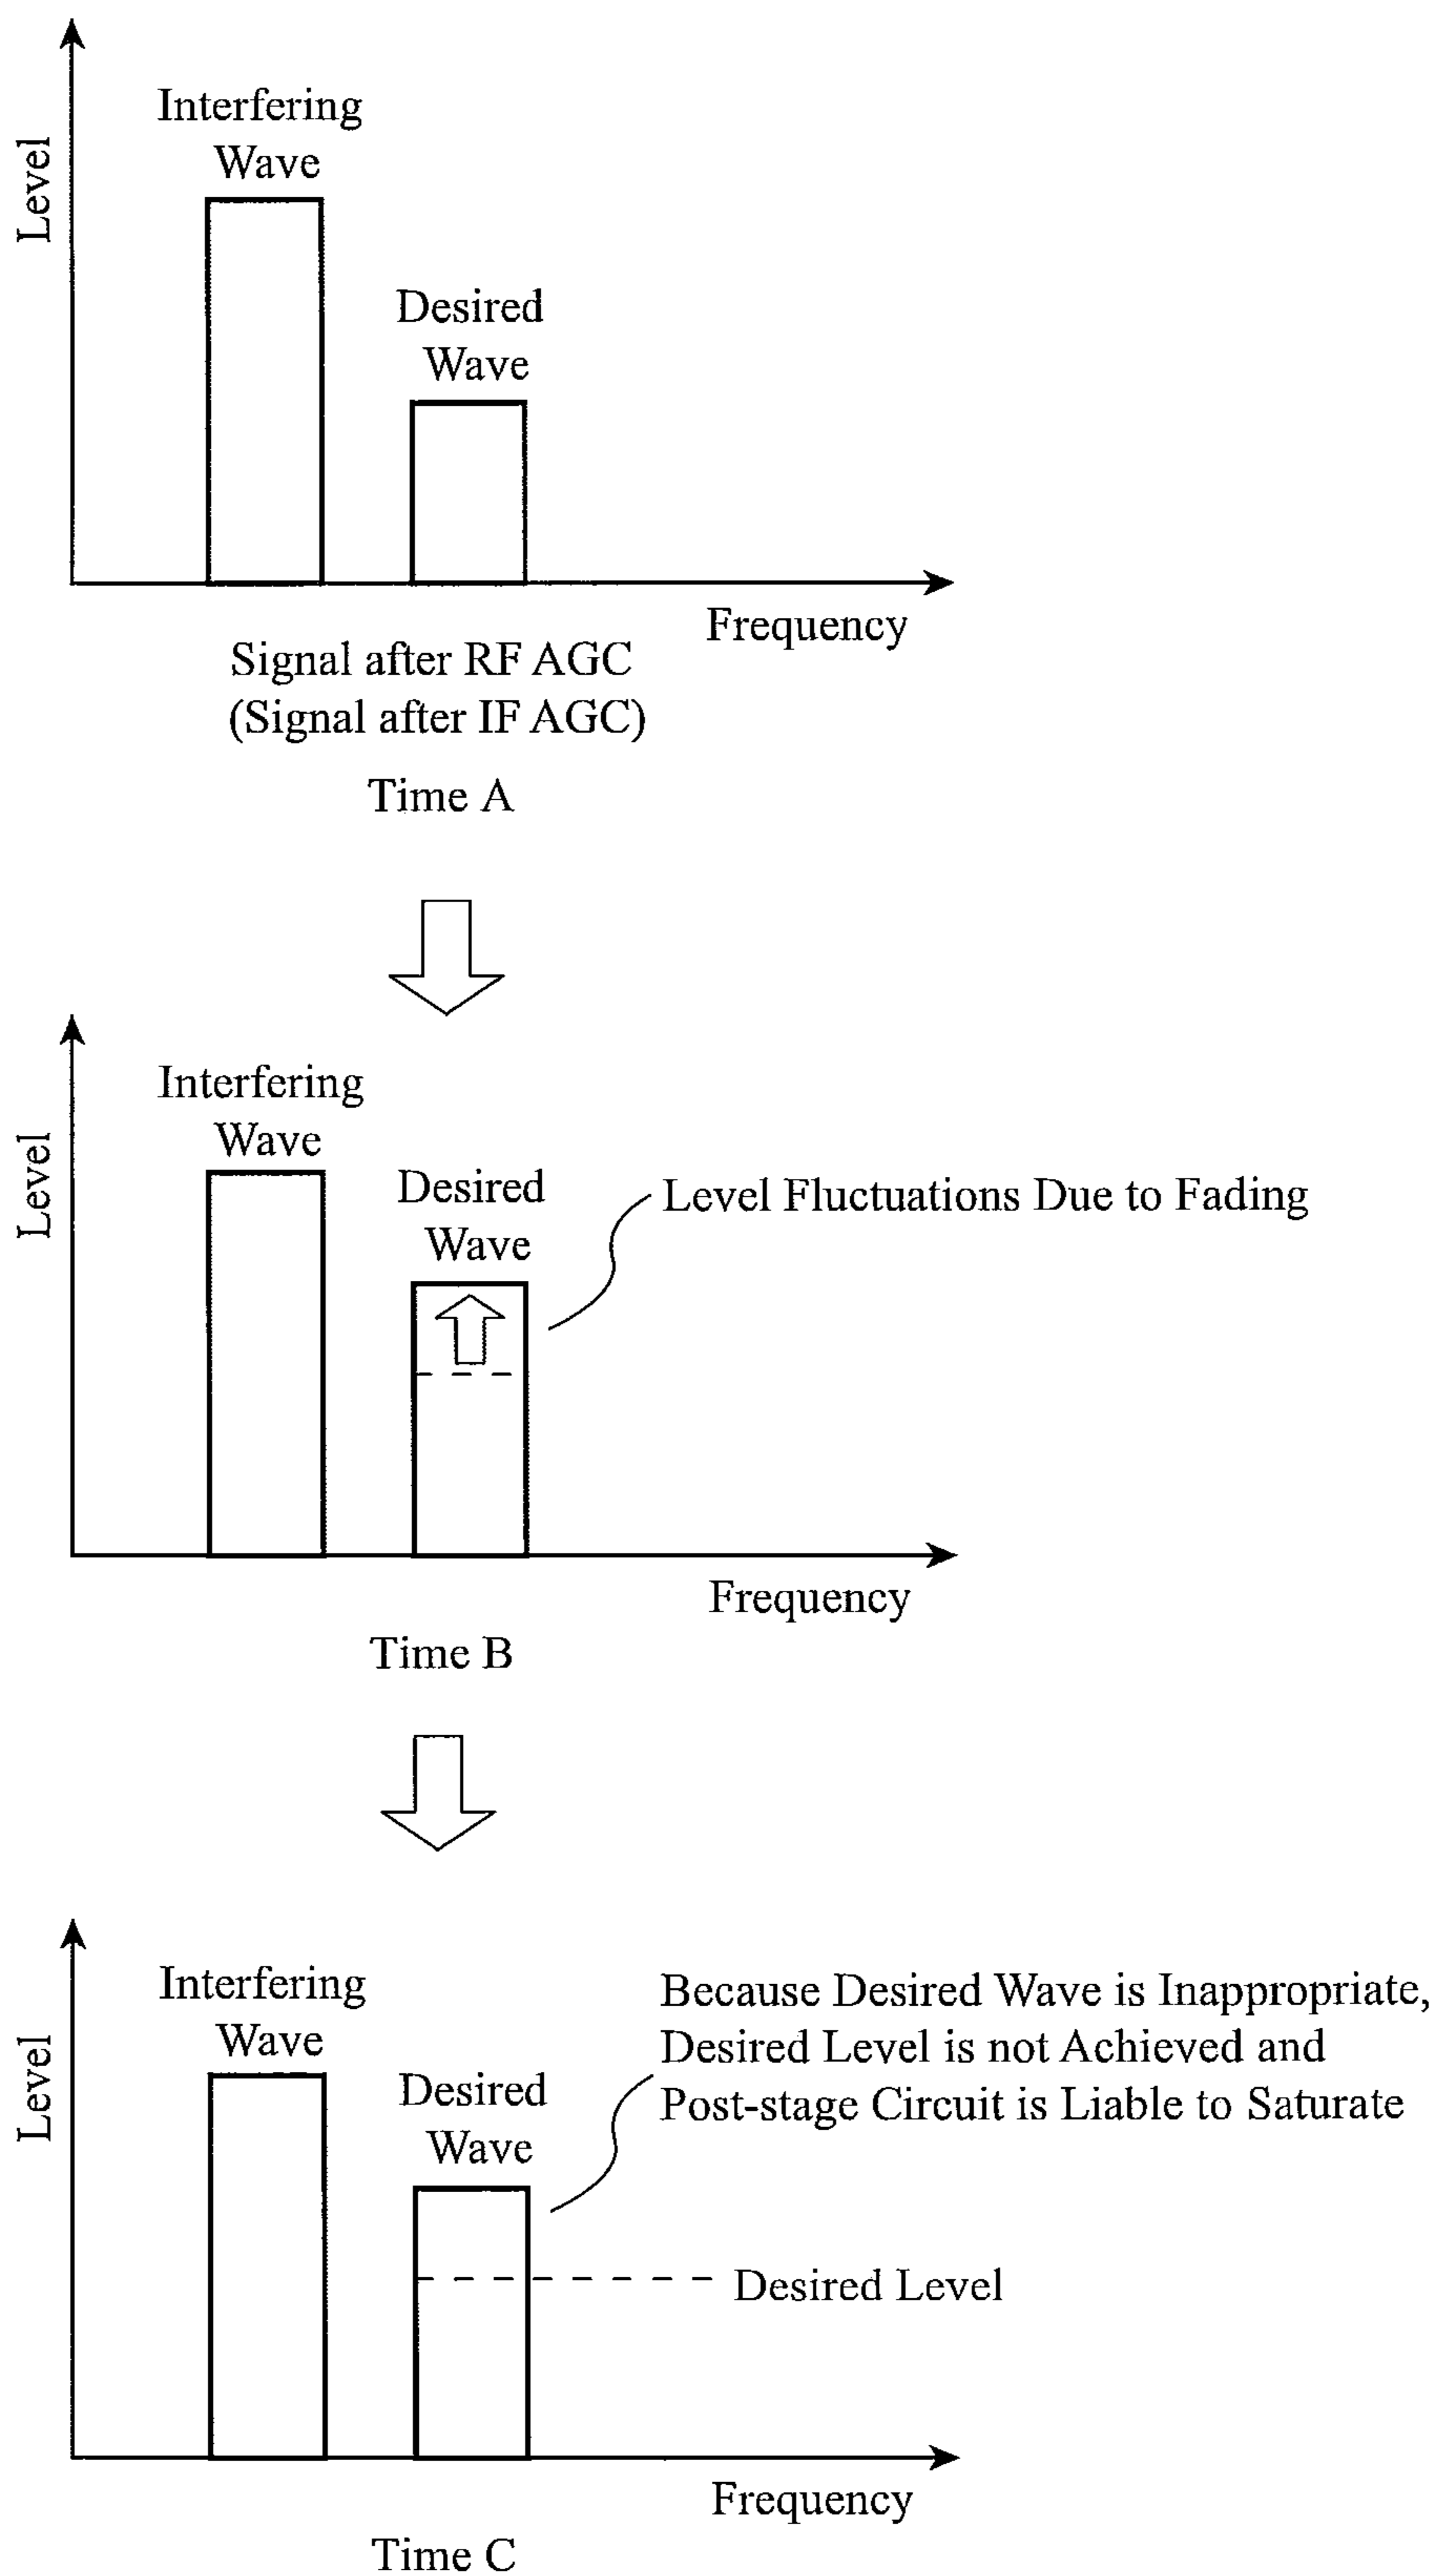 Level
Interfering
Wave
Desired
Wave
Frequency
Signal after RF AGC
(Signal after IF AGC)
Time A
Level
Interfering
Wave
Desired
Wave
Level Fluctuations Due to Fading
Frequency
Time B
Level
Interfering
Wave
Desired
Wave
Because Desired Wave is Inappropriate,
Desired Level is not Achieved and
Post-stage Circuit is Liable to Saturate
Desired Level
Frequency
Time C